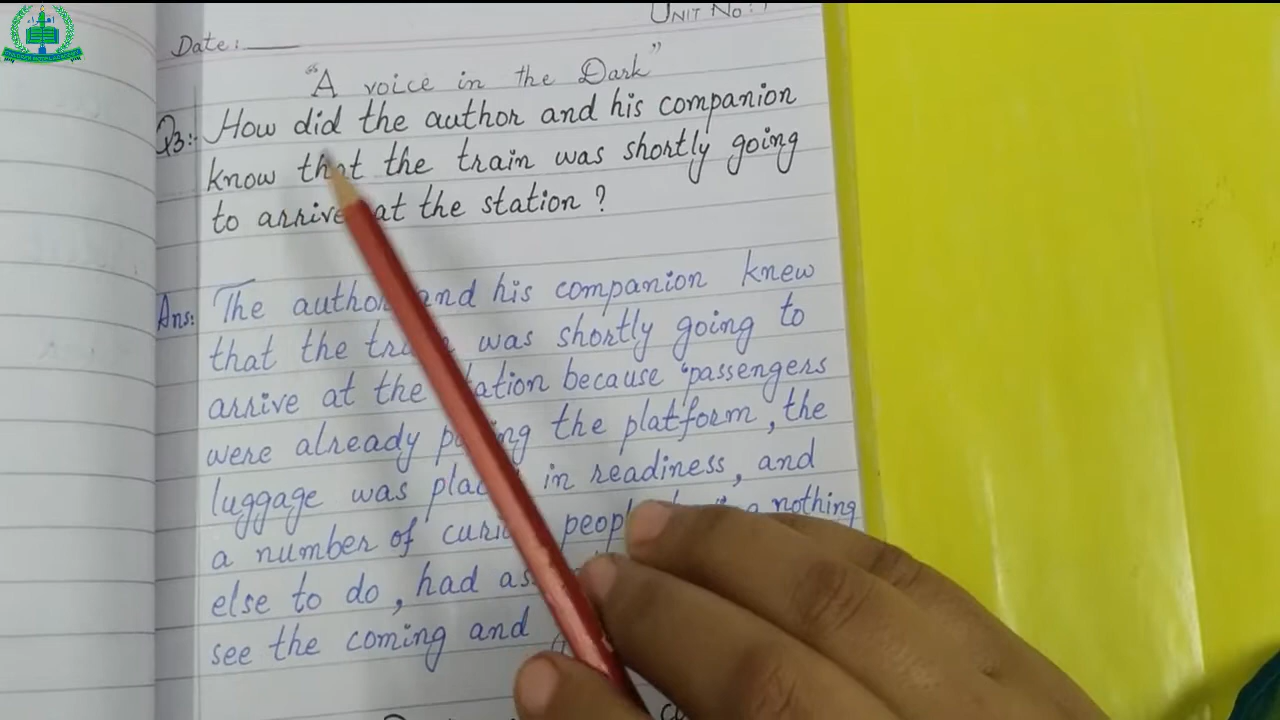 UNIT NO:
Date:
"A voice in the Dark"
Q3:- How did the author and his companion
know that the train was shortly going
to arrive at the station?
Ans: The author and his companion knew
that the train was shortly going to
arrive at the station because passengers
were already the platform, the
luggage was in readiness, and
a number of people nothing
else to do, had
see the coming and